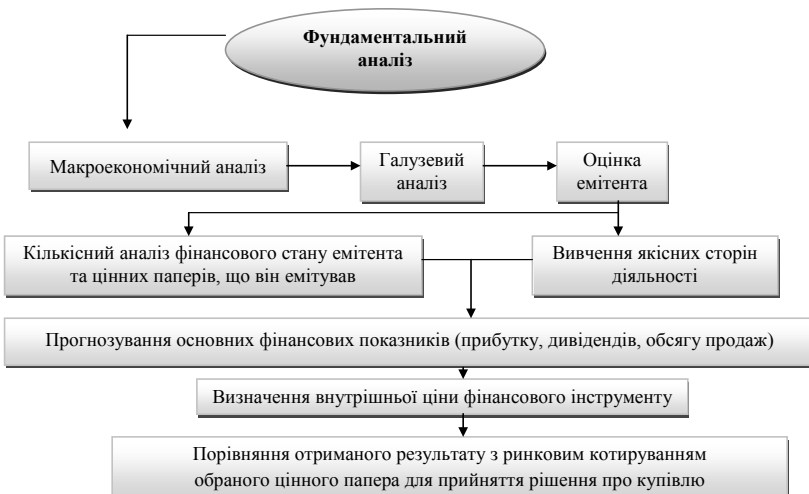 Фундаментальний
аналіз
Макроекономічний аналіз
Галузевий
аналіз
Оцінка
емітента
Кількісний аналіз фінансового стану емітента
та цінних паперів, що він емітував
Вивчення якісних сторін
діяльності
Прогнозування основних фінансових показників (прибутку, дивідендів, обсягу продаж)
Визначення внутрішньої ціни фінансового інструменту
Порівняння отриманого результату з ринковим котируванням
обраного цінного папера для прийняття рішення про купівлю